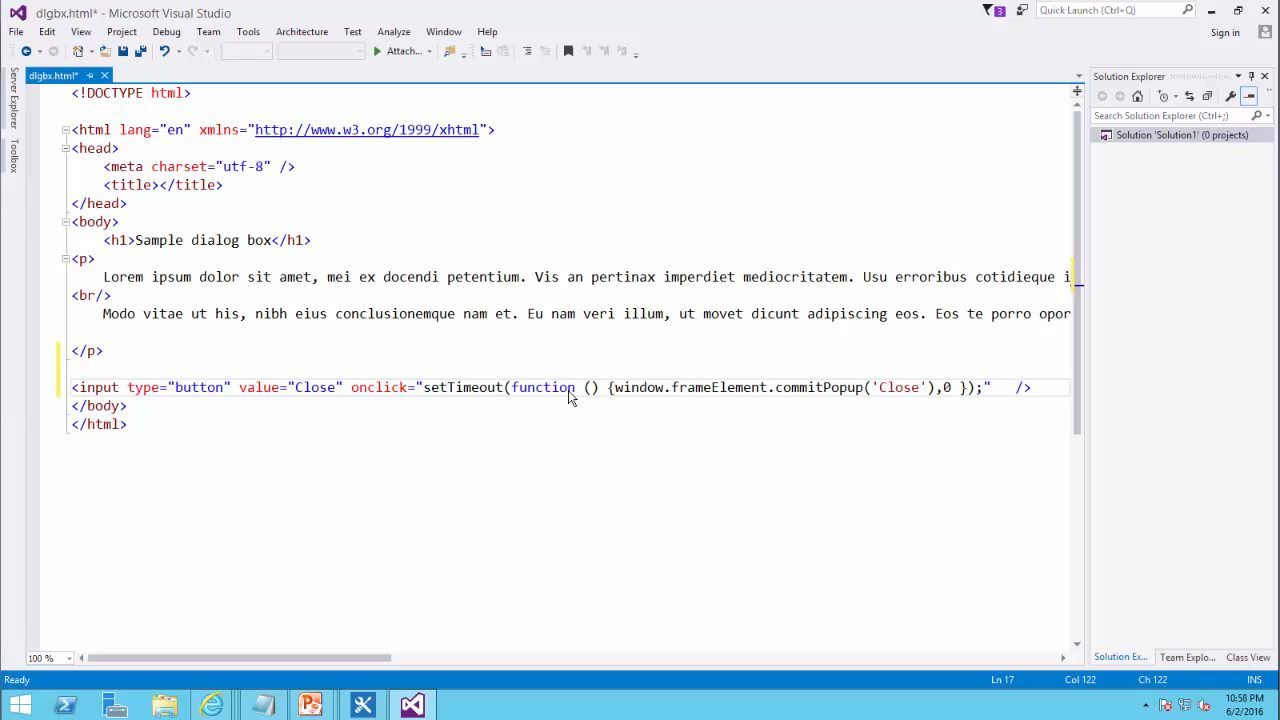 dlgbx.html* - Microsoft Visual Studio
3
Quick Launch (Ctrl+Q)
File Edit View Project Debug Team Tools Architecture Test Analyze Window Help
Sign in
Attach...
Server Explorer
Toolbox
dlgbx.html*
<!DOCTYPE html>
<html lang="en" xmlns="http://www.w3.org/1999/xhtml">
<head>
<meta charset="utf-8" />
<title></title>
</head>
<body>
<h1>Sample dialog box</h1>
<p>
Lorem ipsum dolor sit amet, mei ex docendi petentium. Vis an pertinax imperdiet mediocritatem. Usu erroribus cotidieque i
<br/>
Modo vitae ut his, nibh eius conclusionemque nam et. Eu nam veri illum, ut movet dicunt adipiscing eos. Eos te porro opor
</p>
<input type="button" value="Close" onclick="setTimeout(function () {window.frameElement.commitPopup('Close'),0 });" />
</body>
</html>
Solution Explorer
Search Solution Explorer (Ctrl+;)
Solution 'Solution1' (0 projects)
100 %
Solution Ex... Team Explo... Class View
Ready
Ln 17 Col 122 Ch 122 INS
10:58 PM
6/2/2016